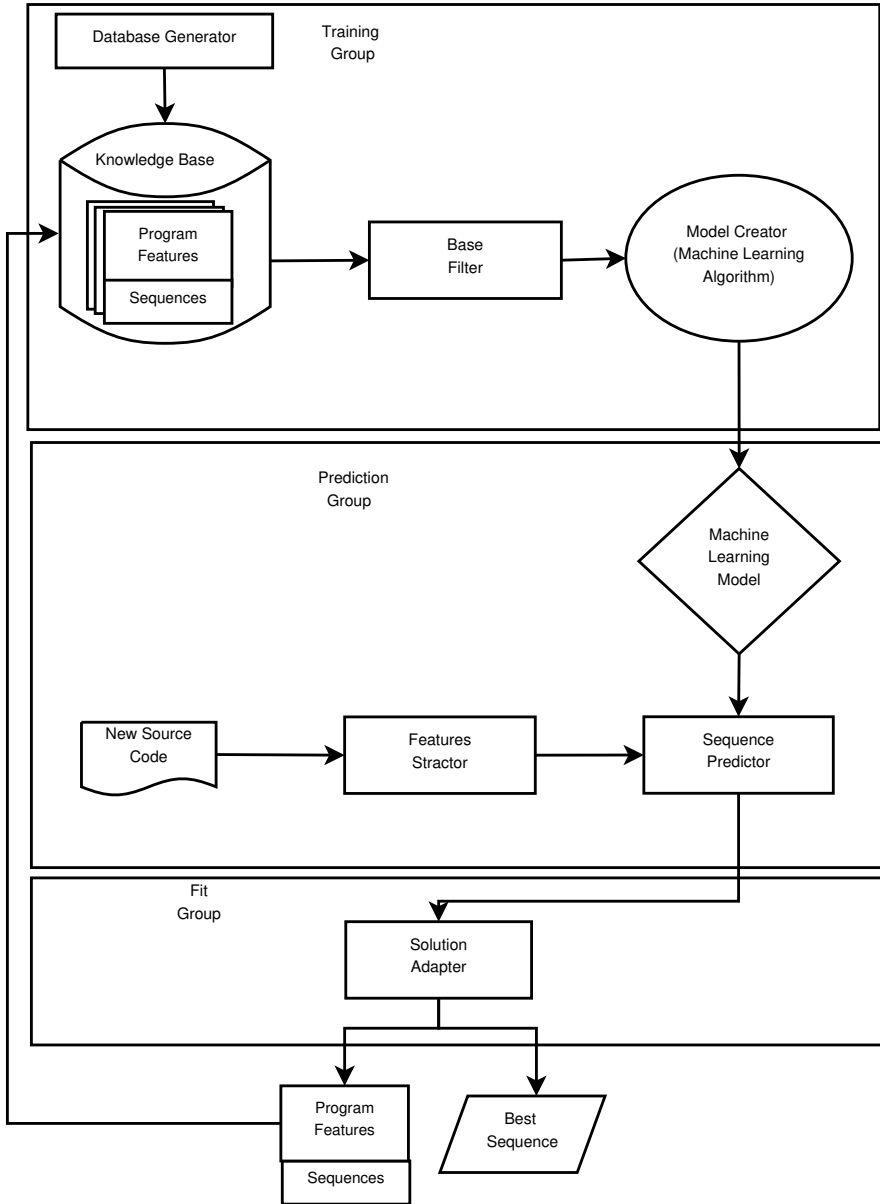 Database Generator
Training
Group
Knowledge Base
Program
Features
Sequences
Base
Filter
Model Creator
(Machine Learning
Algorithm)
Prediction
Group
Machine
Learning
Model
New Source
Code
Features
Stractor
Sequence
Predictor
Fit
Group
Solution
Adapter
Program
Features
Sequences
Best
Sequence